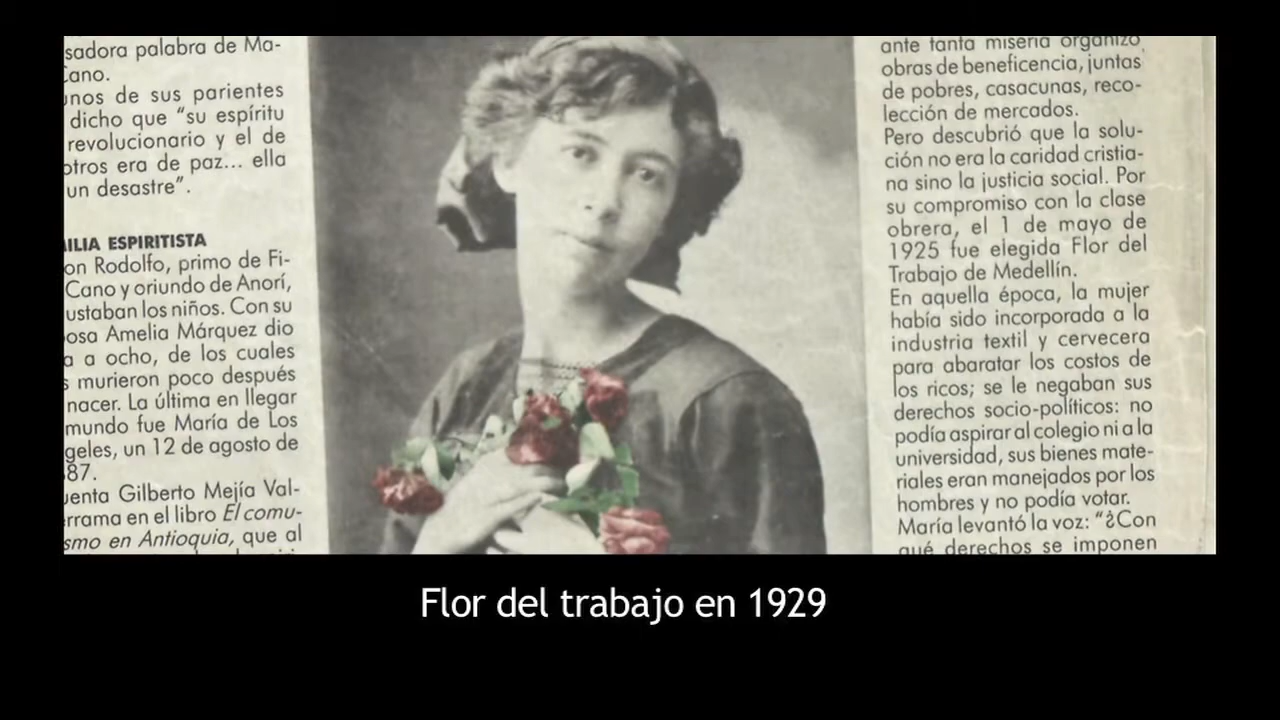 sadora palabra de Ma-
Cano.
unos de sus parientes
dicho que “su espíritu
revolucionario y el de
otros era de paz... ella
un desastre”.
ILIA ESPIRITISTA
on Rodolfo, primo de Fi-
Cano y oriundo de Anorí,
ustaban los niños. Con su
posa Amelia Márquez dio
a ocho, de los cuales
murieron poco después
nacer. La última en llegar
mundo fue María de Los
geles, un 12 de agosto de
87.
uenta Gilberto Mejía Val-
rrama en el libro El comu-
smo en Antioquia, que al
ante tanta miseria organizó
obras de beneficencia, juntas
de pobres, casacunas, reco-
lección de mercados.
Pero descubrió que la solu-
ción no era la caridad cristia-
na sino la justicia social. Por
su compromiso con la clase
obrera, el 1 de mayo de
1925 fue elegida Flor del
Trabajo de Medellín.
En aquella época, la mujer
había sido incorporada a la
industria textil y cervecera
para abaratar los costos de
los ricos; se le negaban sus
derechos socio-políticos: no
podía aspirar al colegio ni a la
universidad, sus bienes mate-
riales eran manejados por los
hombres y no podía votar.
María levantó la voz: “¿Con
qué derechos se imponen
Flor del trabajo en 1929